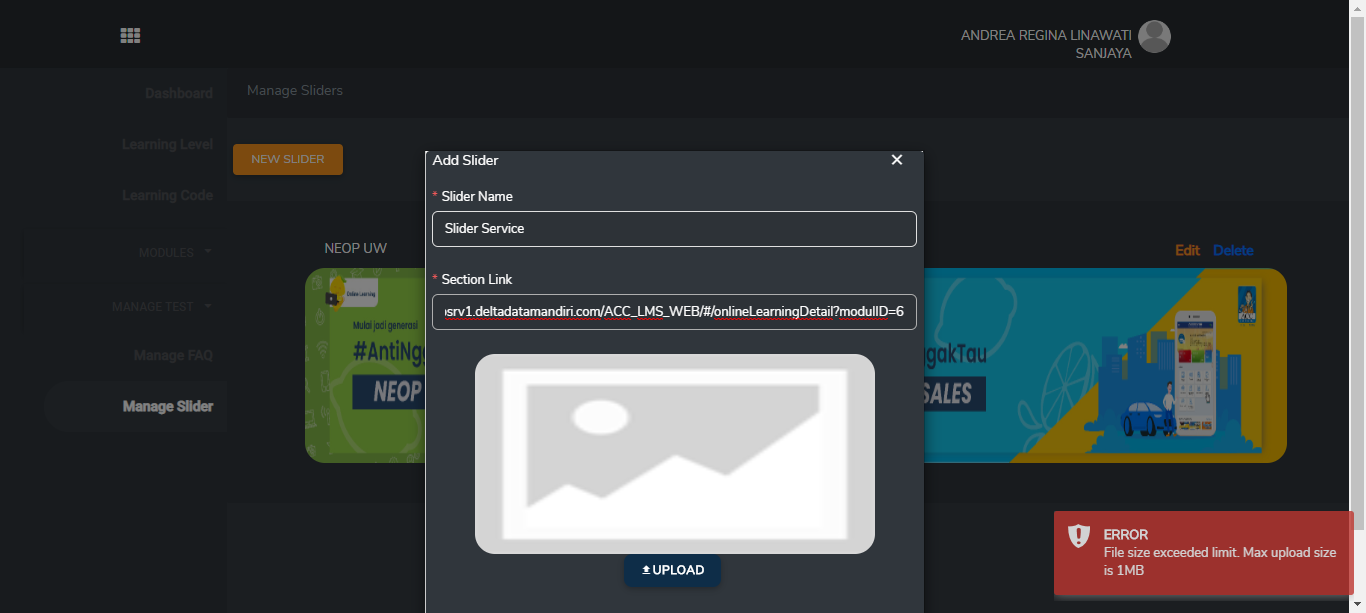 ANDREA REGINA LINAWATI
SANJAYA
Dashboard
Learning Level
Learning Code
MODULES
MANAGE TEST
Manage FAQ
Manage Slider
Manage Sliders
NEW SLIDER
NEOP UW
Online Learning
Mulai jadi generasi
#AntiNgg
NEOP
Edit Delete
gakTau
SALES
Add Slider
* Slider Name
Slider Service
* Section Link
srv1.deltadatamandiri.com/ACC_LMS_WEB/#/onlineLearningDetail?modulID=6
UPLOAD
ERROR
File size exceeded limit. Max upload size
is 1MB